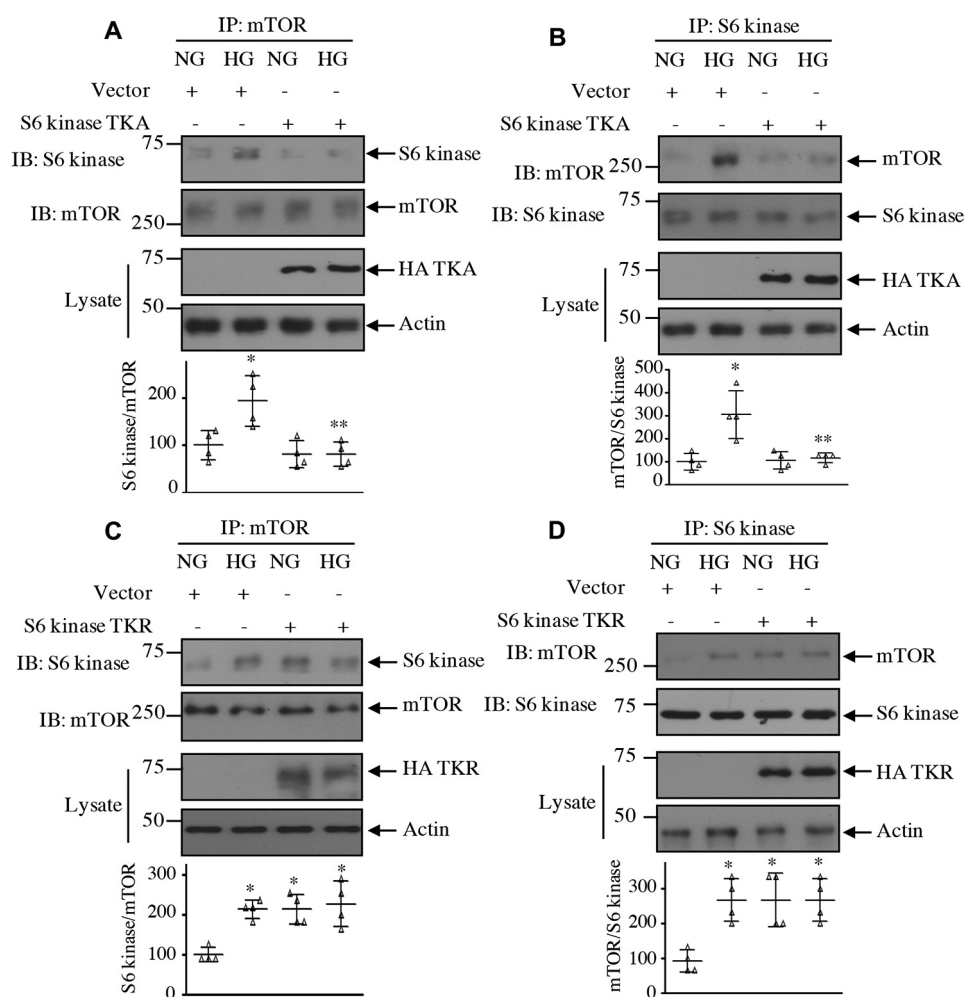 A
IP: mTOR
NG HG NG HG
Vector + + - -
S6 kinase TKA - - + +
75
IB: S6 kinase S6 kinase
IB: mTOR mTOR
250
75
HA TKA
Lysate
50
Actin
S6 kinase/mTOR
200
100
0
*
**
B
IP: S6 kinase
NG HG NG HG
Vector + + - -
S6 kinase TKA - - + +
IB: mTOR 250 mTOR
75
IB: S6 kinase S6 kinase
75
HA TKA
Lysate
50
Actin
mTOR/S6 kinase
500
400
300
200
100
0
*
**
C
IP: mTOR
NG HG NG HG
Vector + + - -
S6 kinase TKR - - + +
75
IB: S6 kinase S6 kinase
IB: mTOR 250 mTOR
75
HA TKR
Lysate
50
Actin
S6 kinase/mTOR
300
200
100
0
* * *
D
IP: S6 kinase
NG HG NG HG
Vector + + - -
S6 kinase TKR - - + +
IB: mTOR mTOR
250
IB: S6 kinase 75 S6 kinase
75
HA TKR
Lysate
50
Actin
mTOR/S6 kinase
300
200
100
0
* * *